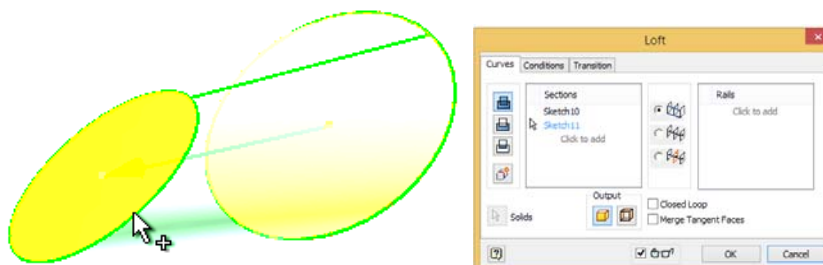 Loft
Curves Conditions Transition
Sections
Rails
Sketch10
Click to add
Sketch11
Click to add
Output
Solids
Closed Loop
Merge Tangent Faces
OK Cancel